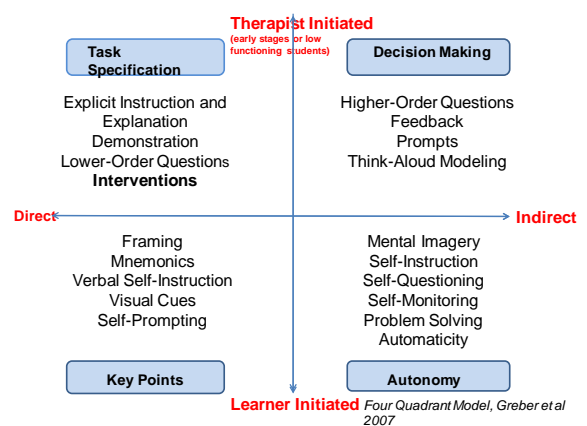 Therapist Initiated
(early stages or low
functioning students)
Task
Specification
Decision Making
Explicit Instruction and
Explanation
Demonstration
Lower-Order Questions
Interventions
Higher-Order Questions
Feedback
Prompts
Think-Aloud Modeling
Direct
Indirect
Framing
Mnemonics
Verbal Self-Instruction
Visual Cues
Self-Prompting
Mental Imagery
Self-Instruction
Self-Questioning
Self-Monitoring
Problem Solving
Automaticity
Key Points
Autonomy
Learner Initiated
Four Quadrant Model, Greber et al
2007